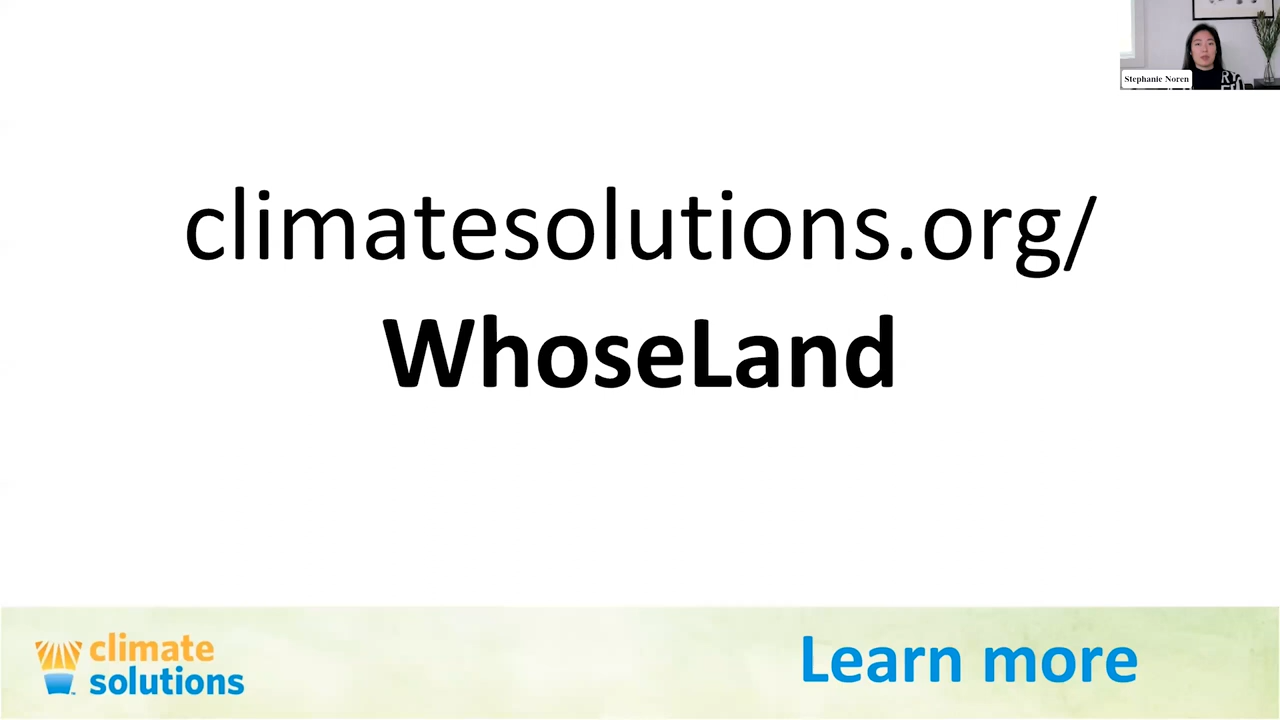 Stephanie Noren
climatesolutions.org/
WhoseLand
climate
solutions
Learn more